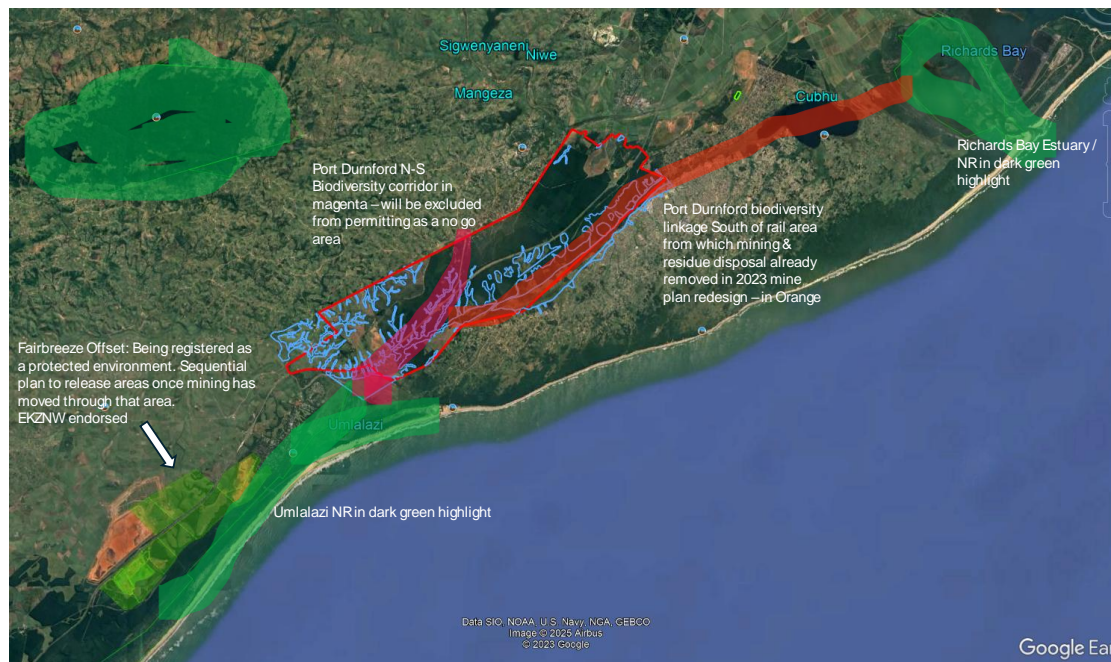 Sigwenyaneni
Niwe
Mangeza
Richards Bay
Cubhu
Richards Bay Estuary /
NR in dark green
highlight
Port Durnford N-S
Biodiversity corridor in
magenta – will be excluded
from permitting as a no go
area
Port Durnford biodiversity
linkage South of rail area
from which mining &
residue disposal already
removed in 2023 mine
plan redesign – in Orange
Fairbreeze Offset: Being registered as
a protected environment. Sequential
plan to release areas once mining has
moved through that area.
EKZNW endorsed
Umlalazi
Umlalazi NR in dark green highlight
Data SIO, NOAA, U.S. Navy, NGA, GEBCO
Image © 2025 Airbus
© 2023 Google
Google Ea